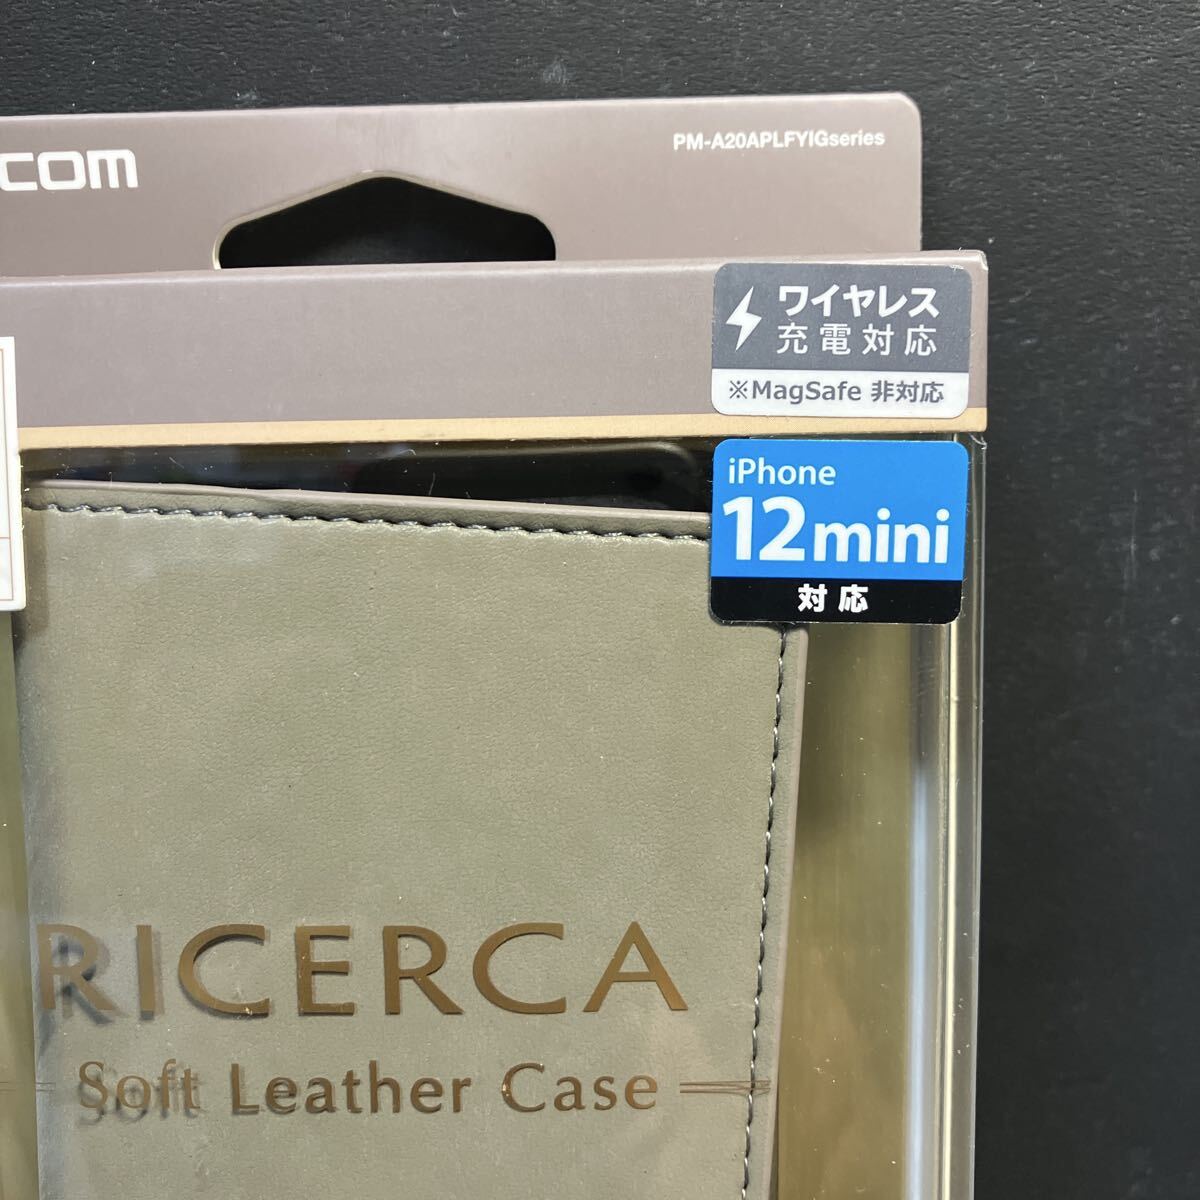 PM-A20APLFYIGseries
com
ワイヤレス
充電対応
※MagSafe 非対応
iPhone
12mini
対応
RICERCA
Soft Leather Case